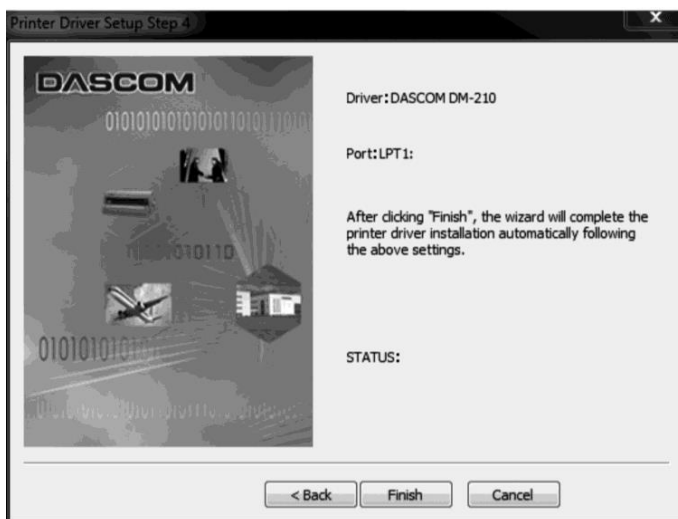 Printer Driver Setup Step 4
DASCOM
Driver:DASCOM DM-210
Port:LPT1:
After clicking "Finish", the wizard will complete the
printer driver installation automatically following
the above settings.
STATUS:
< Back
Finish
Cancel